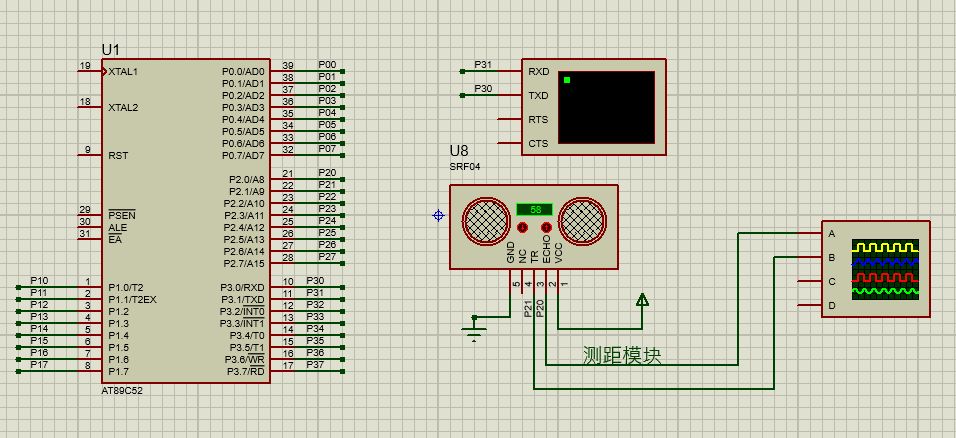 U1
19 XTAL1
18 XTAL2
9 RST
29 PSEN
30 ALE
31 EA
P10 1 P1.0/T2
P11 2 P1.1/T2EX
P12 3 P1.2
P13 4 P1.3
P14 5 P1.4
P15 6 P1.5
P16 7 P1.6
P17 8 P1.7
P0.0/AD0 39 P00
P0.1/AD1 38 P01
P0.2/AD2 37 P02
P0.3/AD3 36 P03
P0.4/AD4 35 P04
P0.5/AD5 34 P05
P0.6/AD6 33 P06
P0.7/AD7 32 P07
P2.0/A8 21 P20
P2.1/A9 22 P21
P2.2/A10 23 P22
P2.3/A11 24 P23
P2.4/A12 25 P24
P2.5/A13 26 P25
P2.6/A14 27 P26
P2.7/A15 28 P27
P3.0/RXD 10 P30
P3.1/TXD 11 P31
P3.2/INT0 12 P32
P3.3/INT1 13 P33
P3.4/T0 14 P34
P3.5/T1 15 P35
P3.6/WR 16 P36
P3.7/RD 17 P37
AT89C52
P31 RXD
P30 TXD
RTS
CTS
U8
SRF04
58
GND
NC
TR
ECHO
VCC
5
4
3
2
1
P21
P20
测距模块
A
B
C
D